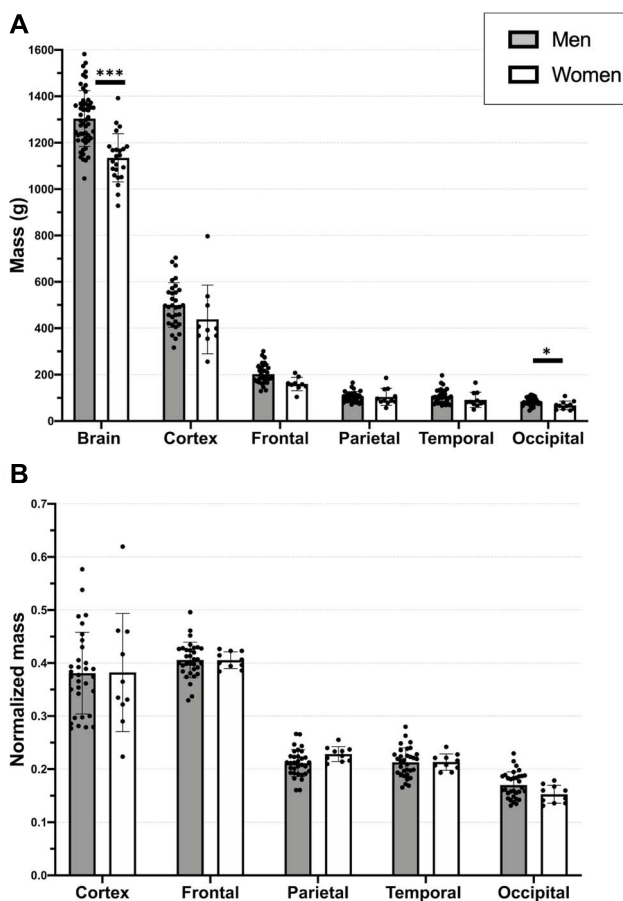 A
Men
Women
1600
1400
1200
1000
800
600
400
200
0
Mass (g)
***
*
Brain Cortex Frontal Parietal Temporal Occipital
B
0.7
0.6
0.5
0.4
0.3
0.2
0.1
0.0
Normalized mass
Cortex Frontal Parietal Temporal Occipital